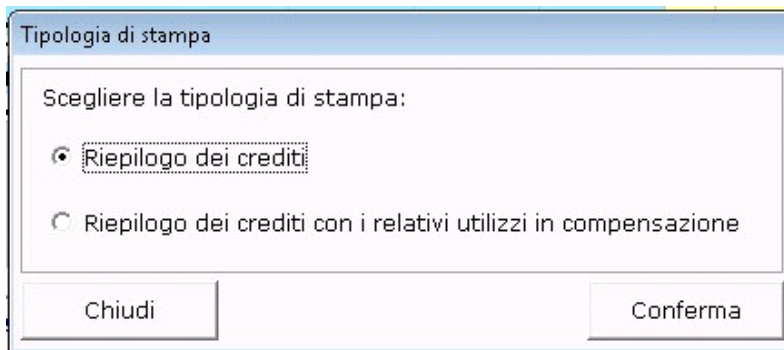 Tipologia di stampa
Scegliere la tipologia di stampa:
Riepilogo dei crediti
Riepilogo dei crediti con i relativi utilizzi in compensazione
Chiudi
Conferma